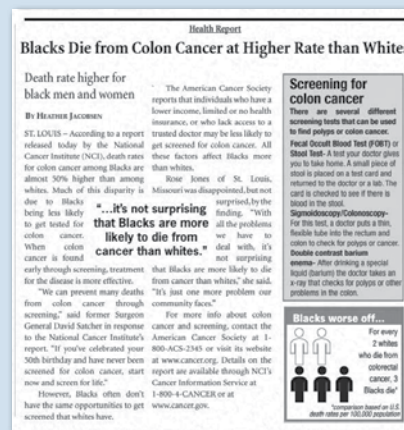 Health Report
Blacks Die from Colon Cancer at Higher Rate than White
Death rate higher for
black men and women
BY HEATHER JACOBSEN
ST. LOUIS – According to a report
released today by the National
Cancer Institute (NCI), death rates
for colon cancer among Blacks are
almost 50% higher than among
whites. Much of this disparity is
due to Blacks
being less likely
to get tested for
colon cancer.
When colon
cancer is found
early through screening, treatment
for the disease is more effective.
"We can prevent many deaths
from colon cancer through
screening," said former Surgeon
General David Satcher in response
to the National Cancer Institute's
report. "If you've celebrated your
50th birthday and have never been
screened for colon cancer, start
now and screen for life."
However, Blacks often don't
have the same opportunities to get
screened that whites have.
"...it's not surprising
that Blacks are more
likely to die from
cancer than whites."
The American Cancer Society
reports that individuals who have a
lower income, limited or no health
insurance, or who lack access to a
trusted doctor may be less likely to
get screened for colon cancer. All
these factors affect Blacks more
than whites.
Rose Jones of St. Louis,
Missouri was disappointed, but not
surprised, by the
finding. "With
all the problems
we have to
deal with, it's
not surprising
that Blacks are more likely to die
from cancer than whites," she said.
"It's just one more problem our
community faces."
For more info about colon
cancer and screening, contact the
American Cancer Society at 1-
800-ACS-2345 or visit its website
at www.cancer.org. Details on the
report are available through NCI's
Cancer Information Service at
1-800-4-CANCER or at
www.cancer.gov.
Screening for
colon cancer
There are several different
screening tests that can be used
to find polyps or colon cancer.
Fecal Occult Blood Test (FOBT) or
Stool Test- A test your doctor gives
you to take home. A small piece of
stool is placed on a test card and
returned to the doctor or a lab. The
card is checked to see if there is
blood in the stool.
Sigmoidoscopy/Colonoscopy-
For this test, a doctor puts a thin,
flexible tube into the rectum and
colon to check for polyps or cancer.
Double contrast barium
enema- After drinking a special
liquid (barium) the doctor takes an
x-ray that checks for polyps or other
problems in the colon.
Blacks worse off...
For every
2 whites
who die from
colorectal
cancer, 3
Blacks die*
*comparison based on U.S.
death rates per 100,000 population